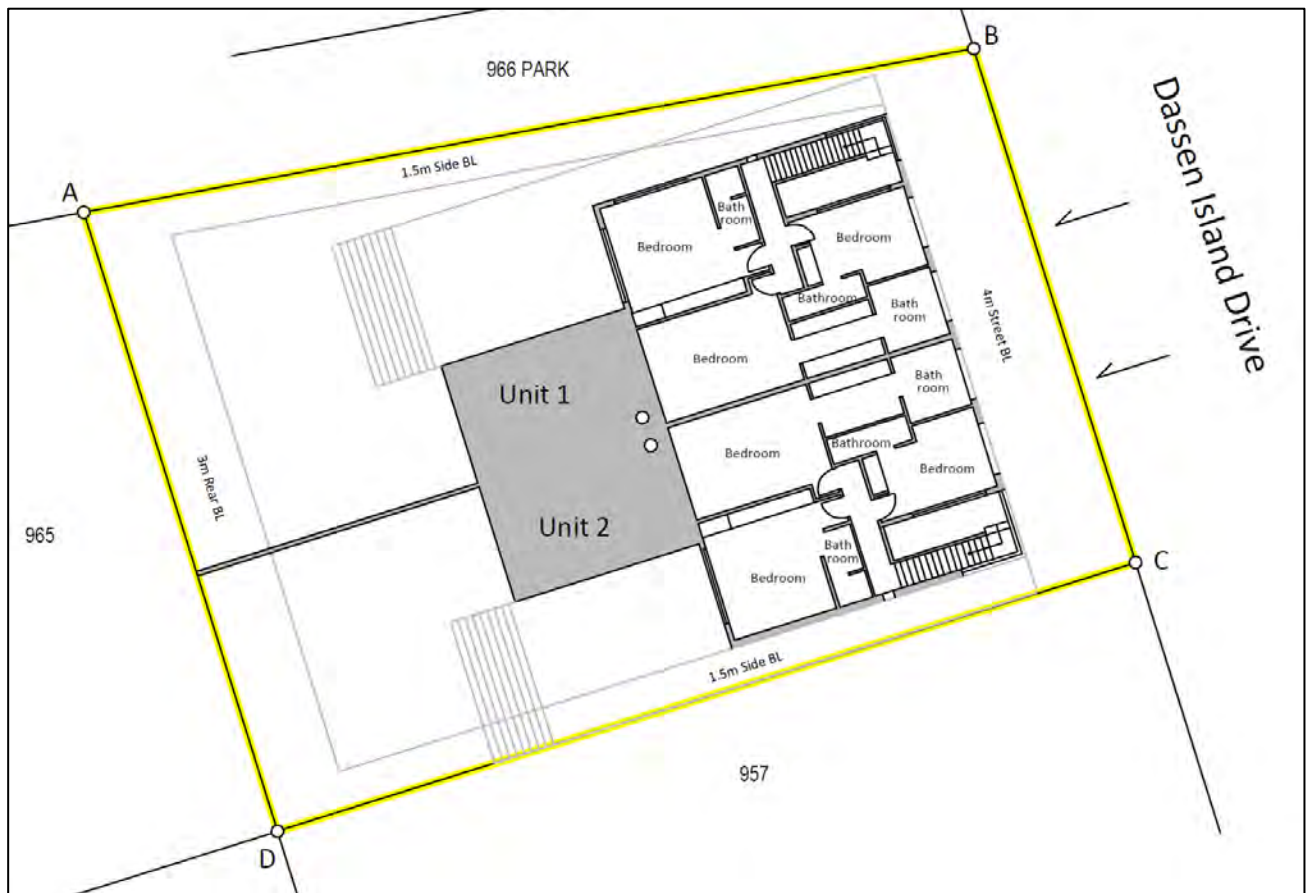 B
966 PARK
Dassen Island Drive
A
1.5m Side BL
Bath
room
Bedroom
Bedroom
Bathroom
Bath
room
4m Street BL
Bedroom
Unit 1
Bath
room
3m Rear BL
Bedroom
Bathroom
Bedroom
965
Unit 2
Bath
room
Bedroom
C
1.5m Side BL
957
D